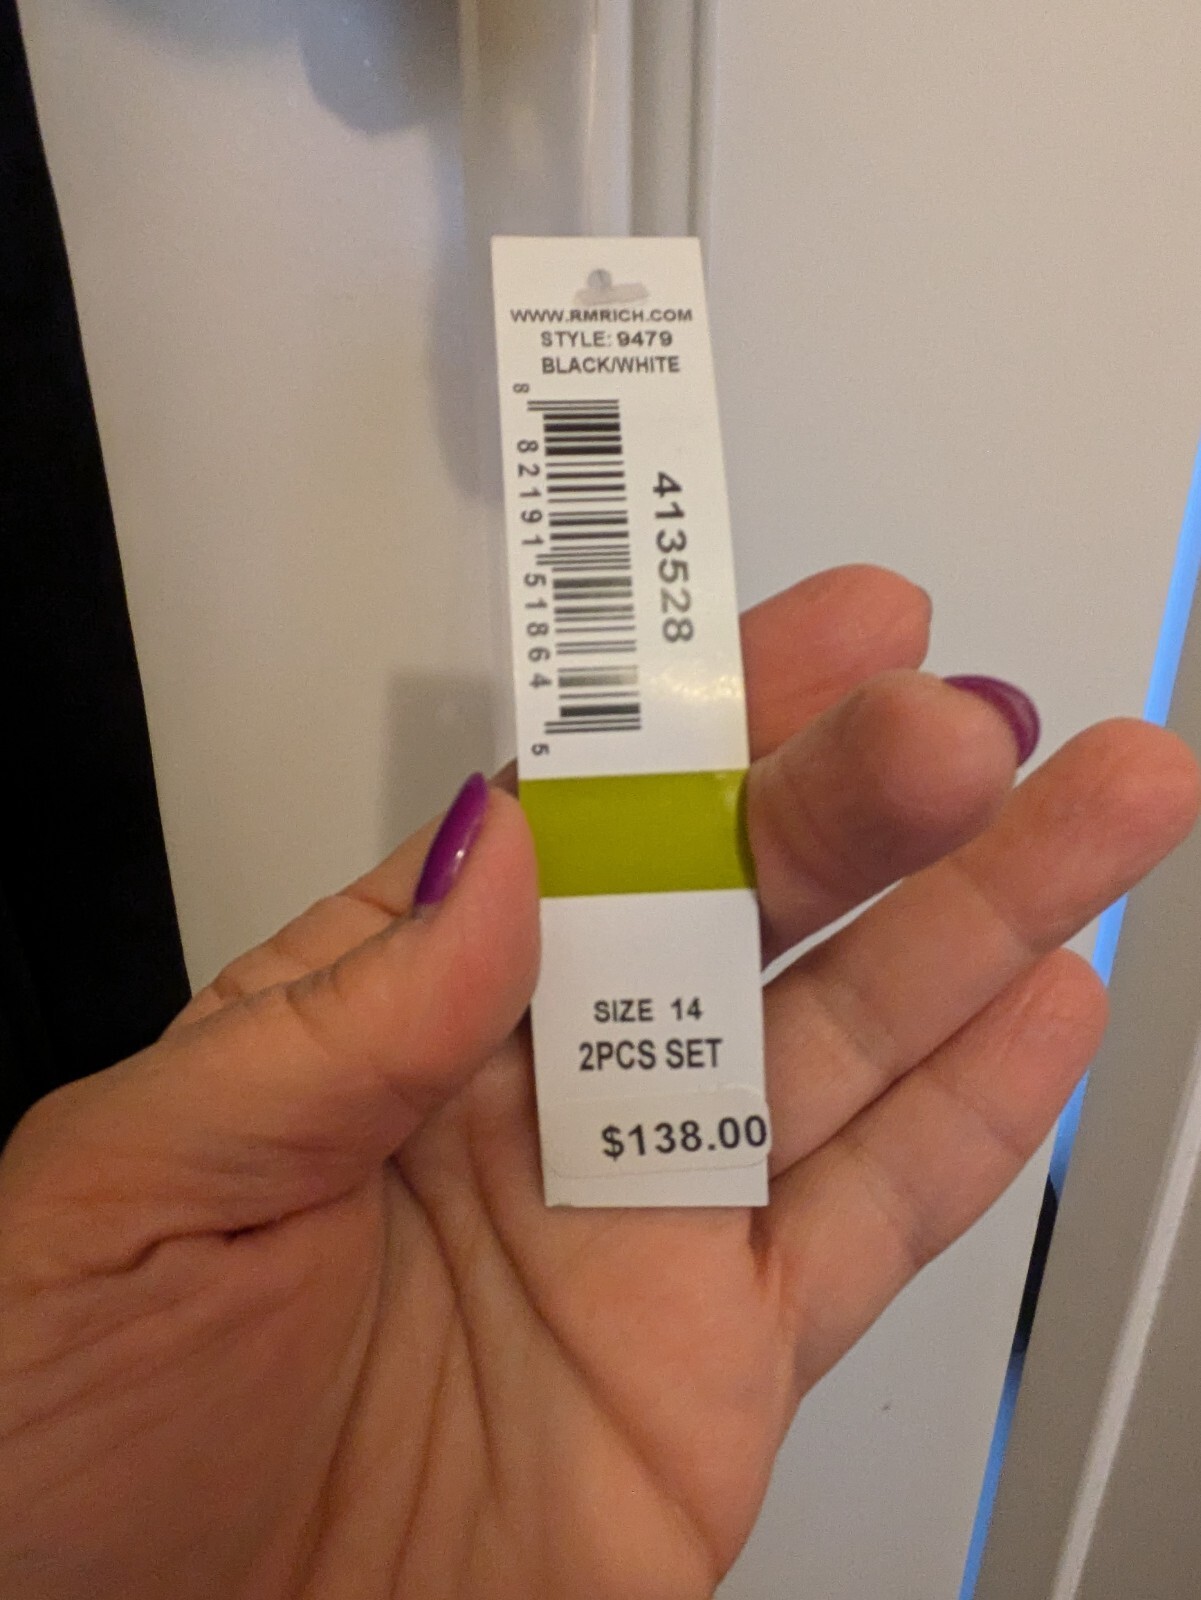 WWW.RMRICH.COM
STYLE: 9479
BLACK/WHITE
8 82191 51864 5
413528
SIZE 14
2PCS SET
$138.00